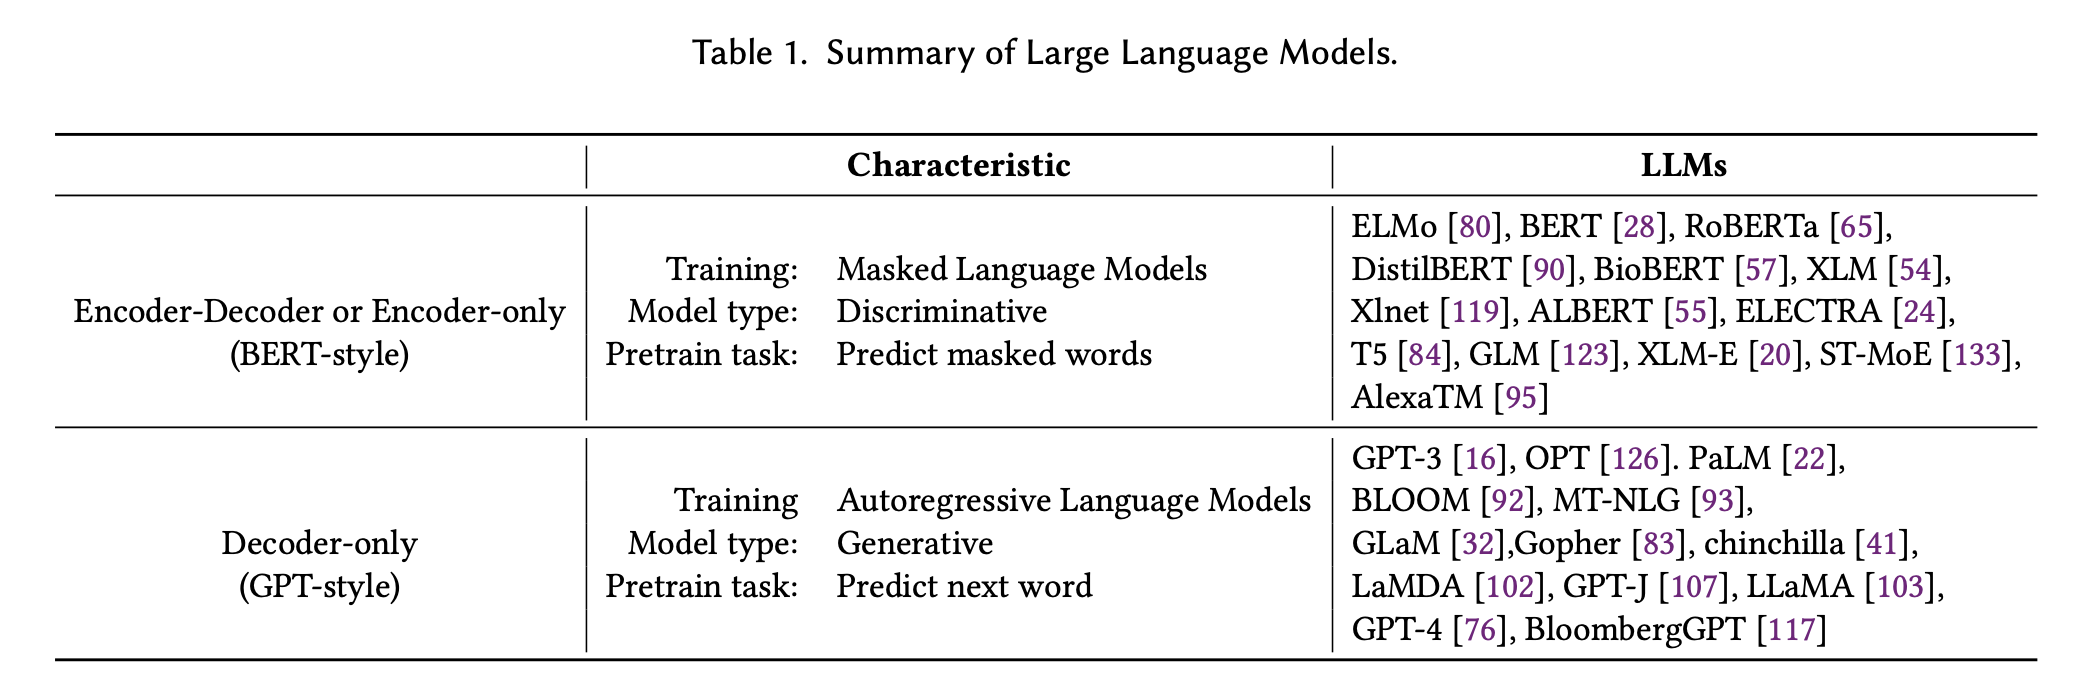 Table 1. Summary of Large Language Models.
Characteristic
LLMs
Encoder-Decoder or Encoder-only
(BERT-style)
Training: Masked Language Models
Model type: Discriminative
Pretrain task: Predict masked words
ELMo [80], BERT [28], RoBERTa [65],
DistilBERT [90], BioBERT [57], XLM [54],
Xlnet [119], ALBERT [55], ELECTRA [24],
T5 [84], GLM [123], XLM-E [20], ST-MoE [133],
AlexaTM [95]
Decoder-only
(GPT-style)
Training Autoregressive Language Models
Model type: Generative
Pretrain task: Predict next word
GPT-3 [16], OPT [126]. PaLM [22],
BLOOM [92], MT-NLG [93],
GLaM [32],Gopher [83], chinchilla [41],
LaMDA [102], GPT-J [107], LLaMA [103],
GPT-4 [76], BloombergGPT [117]